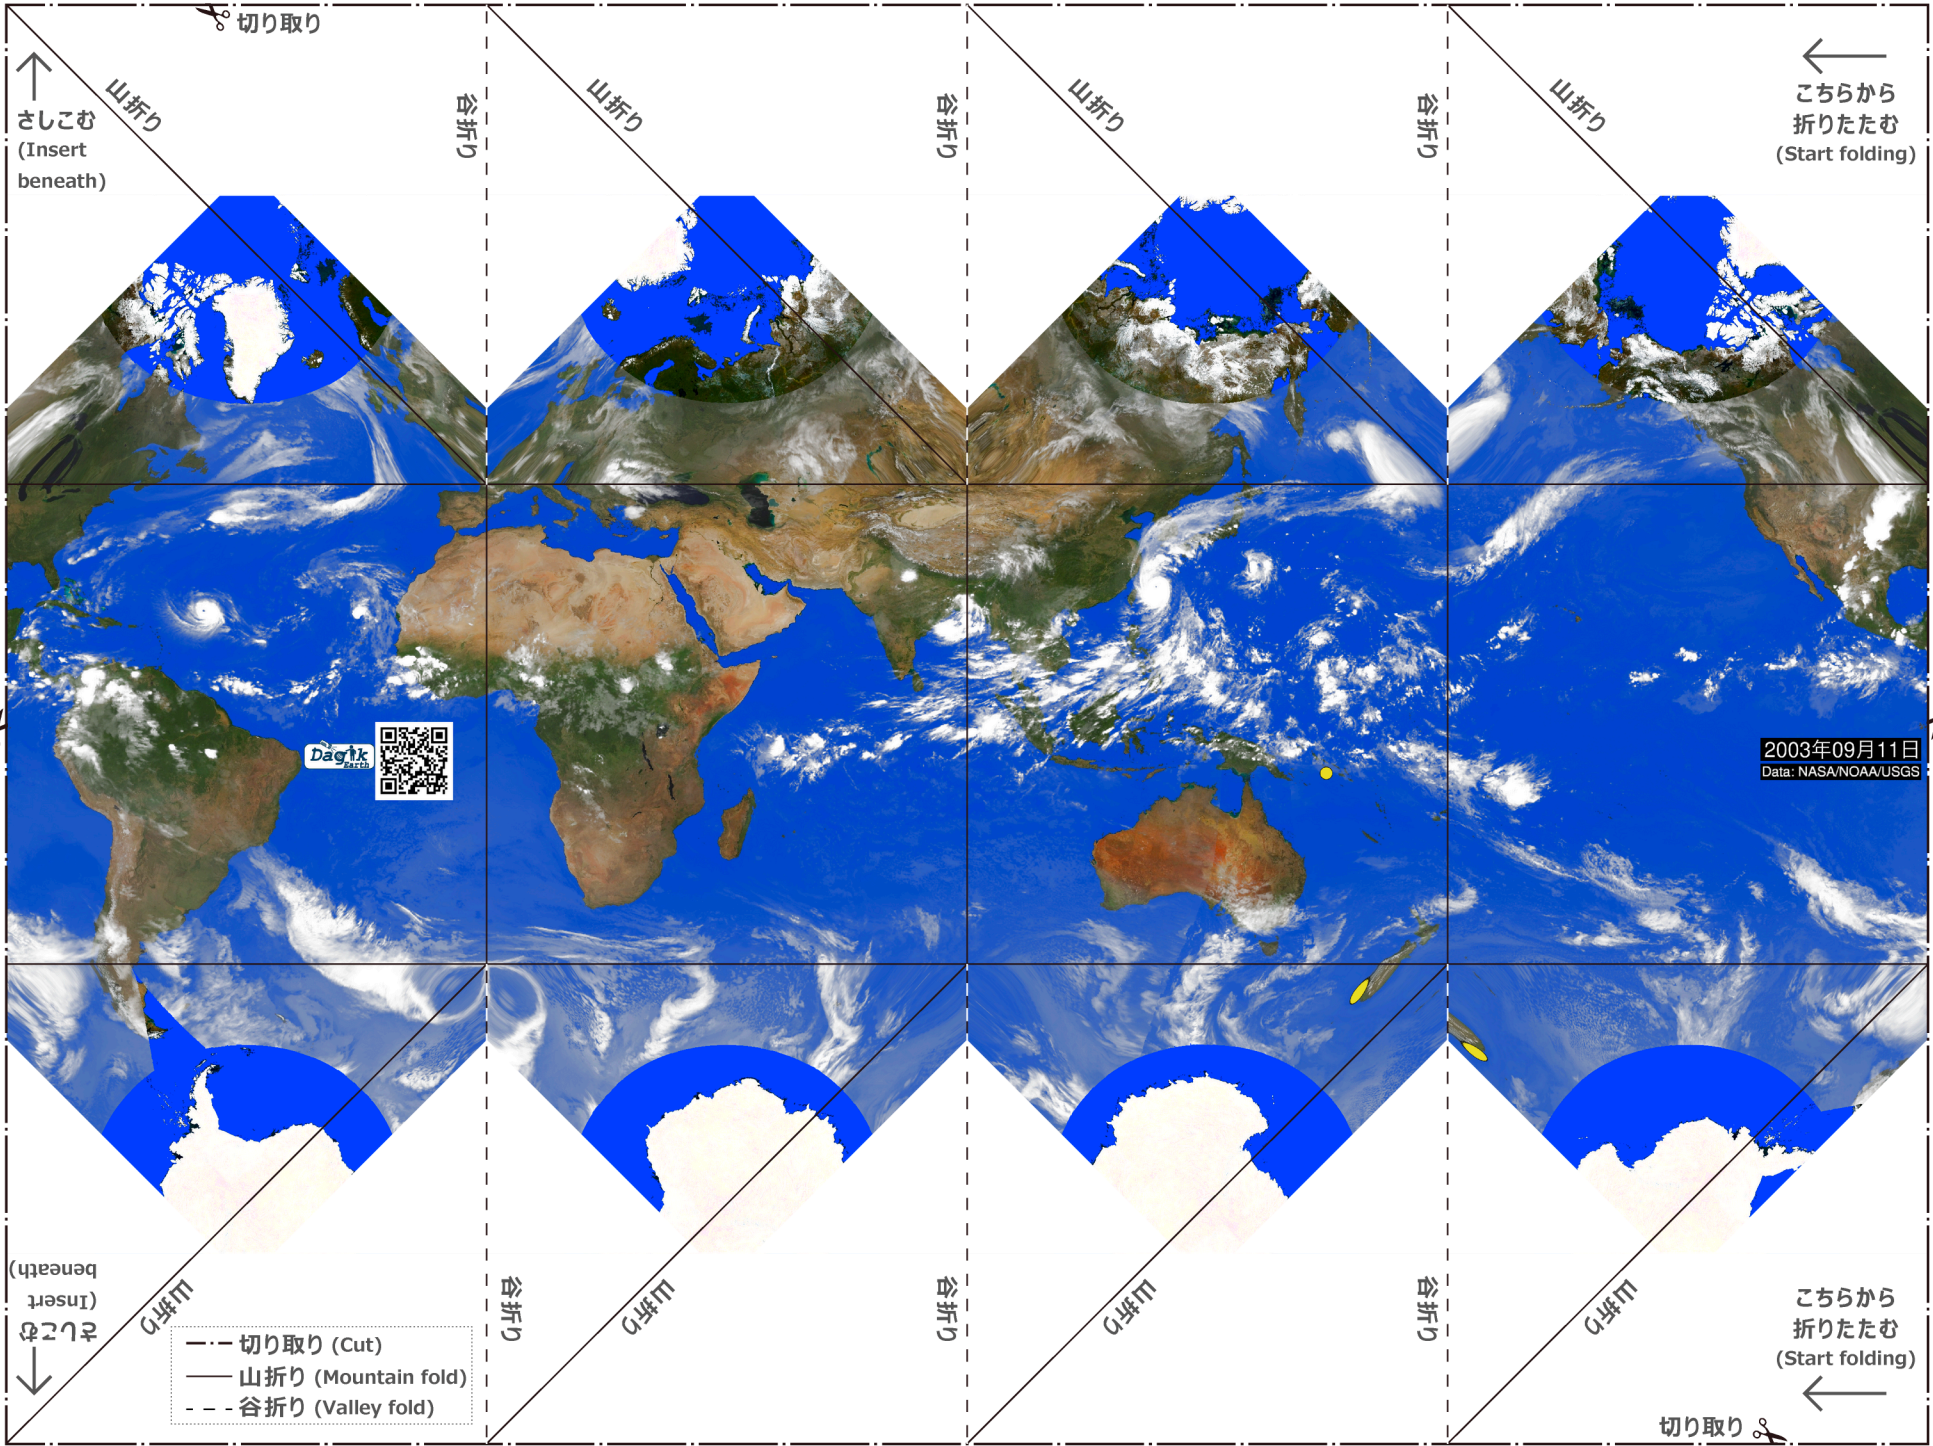 切り取り
山折り
谷折り
山折り
谷折り
山折り
谷折り
山折り
さしこむ
(Insert
beneath)
こちらから
折りたたむ
(Start folding)
Dagik
Earth
2003年09月11日
Data: NASA/NOAA/USGS
さしこむ
(Insert
beneath)
山折り
谷折り
山折り
谷折り
山折り
谷折り
山折り
切り取り (Cut)
山折り (Mountain fold)
谷折り (Valley fold)
こちらから
折りたたむ
(Start folding)
切り取り